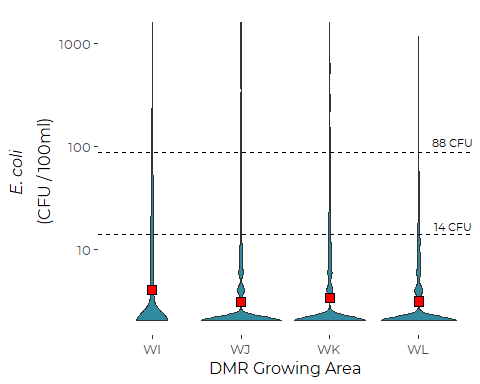 1000
100
10
E. coli
(CFU / 100ml)
88 CFU
14 CFU
WI WJ WK WL
DMR Growing Area